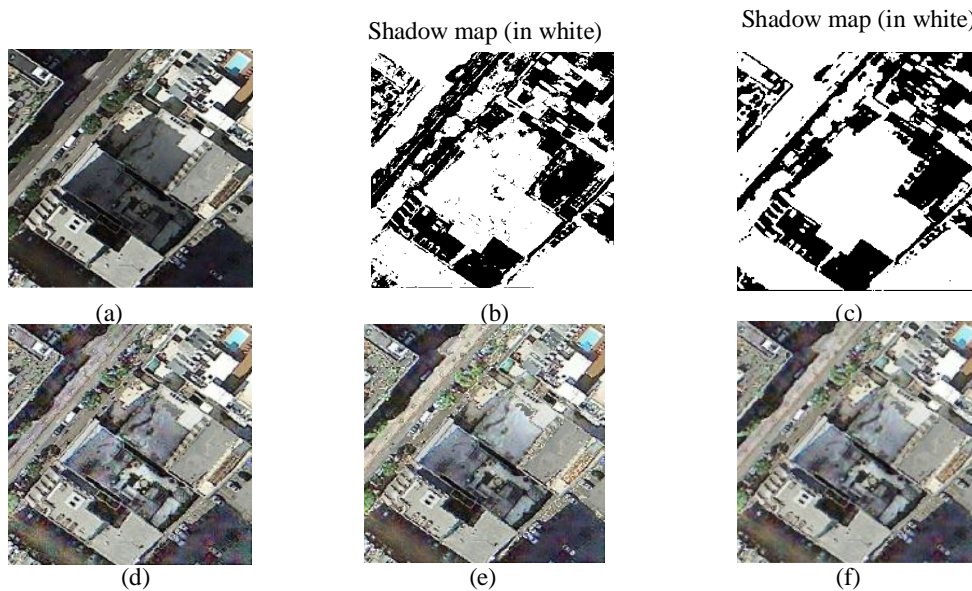 Shadow map (in white)
Shadow map (in white)
(a)
(b)
(c)
(d)
(e)
(f)